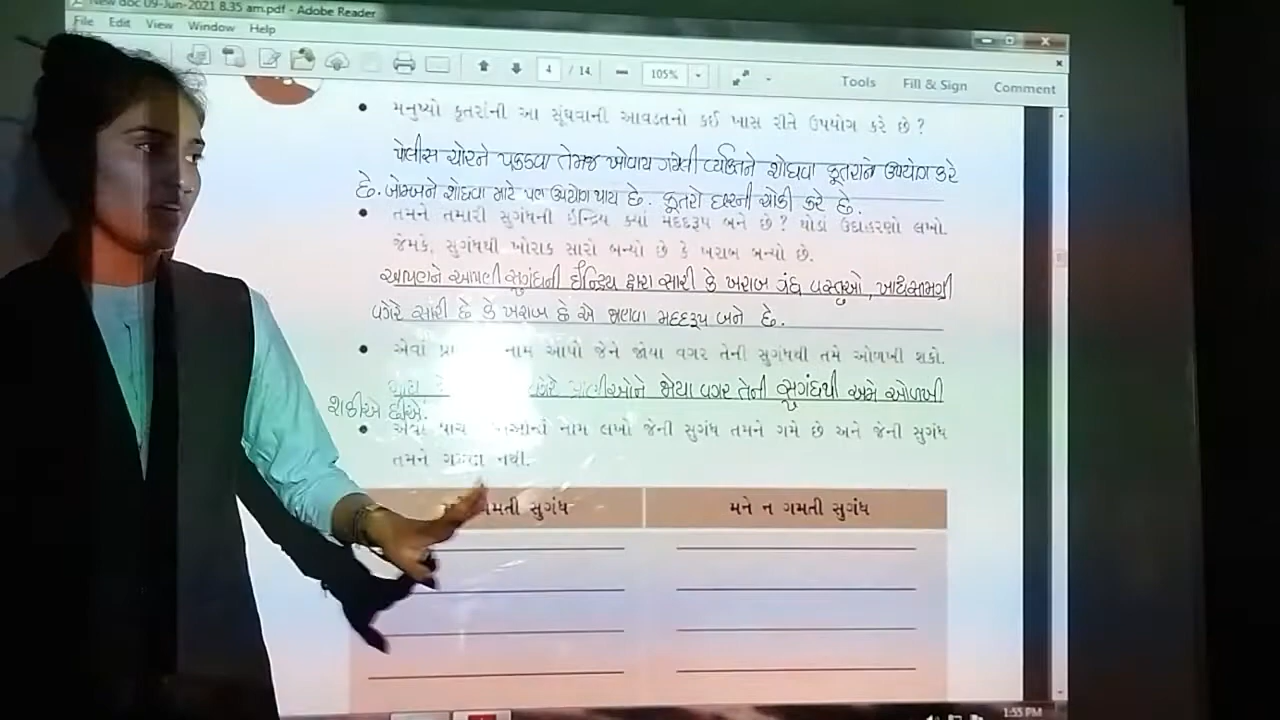 New doc 09-Jun-2021 8.35 am.pdf - Adobe Reader
File Edit View Window Help
4 / 14 105% Tools Fill & Sign Comment
મનુષ્યો કૂતરાંની આ સૂંઘવાની આવડતનો કઈ ખાસ રીતે ઉપયોગ કરે છે?
પોલીસ ચોરને પકડવા તેમજ ખોવાય ગયેલી વ્યક્તિને શોધવા કૂતરાને ઉપયોગ કરે
છે. બોમ્બને શોધવા માટે પણ ઉપયોગ થાય છે. કૂતરો ઘરની ચોકી કરે છે.
તમને તમારી સુગંધની ઇન્દ્રિય ક્યાં મદદરૂપ બને છે? થોડાં ઉદાહરણો લખો.
જેમકે, સુગંધથી ખોરાક સારો બન્યો છે કે ખરાબ બન્યો છે.
આપણને આપણી સુગંધની ઈન્દ્રિય દ્વારા સારી કે ખરાબ ગંધ વસ્તુઓ, ખાદ્યસામગ્રી
વગેરે સારી છે કે ખરાબ છે એ જાણવા મદદરૂપ બને છે.
એવાં નામ આપો જેને જોયા વગર તેની સુગંધથી તમે ઓળખી શકો.
વગેરે પ્રાણીઓને જોયા વગર તેની સુગંધથી અમે ઓળખી
શકીએ છીએ.
એવી પાંચ નામ લખો જેની સુગંધ તમને ગમે છે અને જેની સુગંધ
તમને ગમતી નથી.
ગમતી સુગંધ મને ન ગમતી સુગંધ
1:55 PM